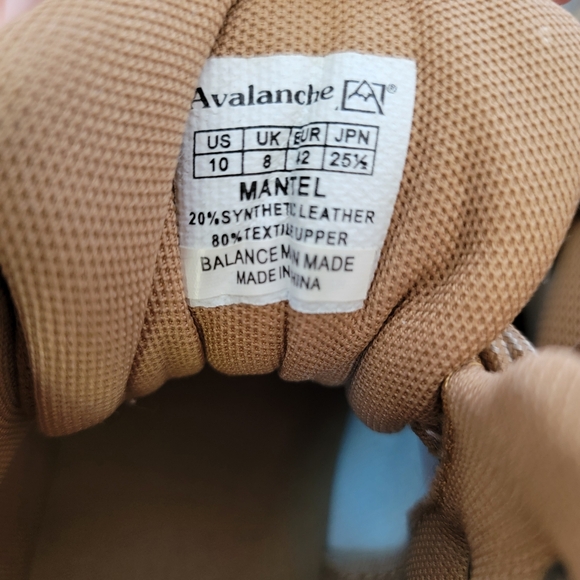 Avalanche ®
US UK EUR JPN
10 8 42 25½
MANTEL
20%SYNTHETIC LEATHER
80%TEXTILE UPPER
BALANCE MAN MADE
MADE IN CHINA